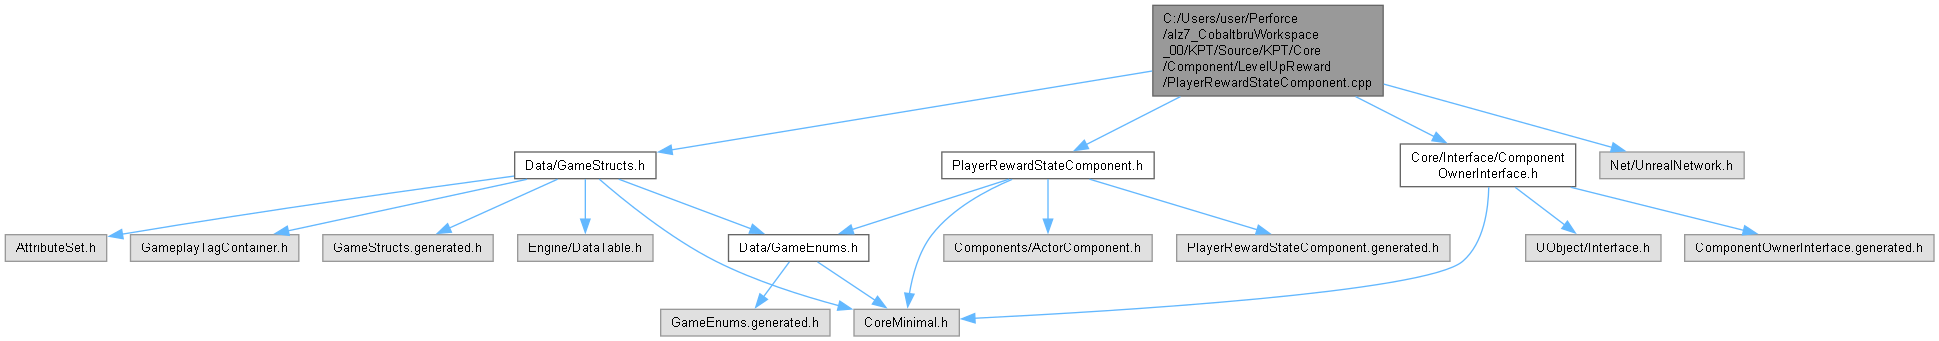 C:/Users/user/Perforce
/alz7_CobaltbruWorkspace
_00/KPT/Source/KPT/Core
/Component/LevelUpReward
/PlayerRewardStateComponent.cpp
Data/GameStructs.h
PlayerRewardStateComponent.h
Core/Interface/Component
OwnerInterface.h
Net/UnrealNetwork.h
AttributeSet.h
GameplayTagContainer.h
GameStructs.generated.h
Engine/DataTable.h
Data/GameEnums.h
Components/ActorComponent.h
PlayerRewardStateComponent.generated.h
UObject/Interface.h
ComponentOwnerInterface.generated.h
GameEnums.generated.h
CoreMinimal.h